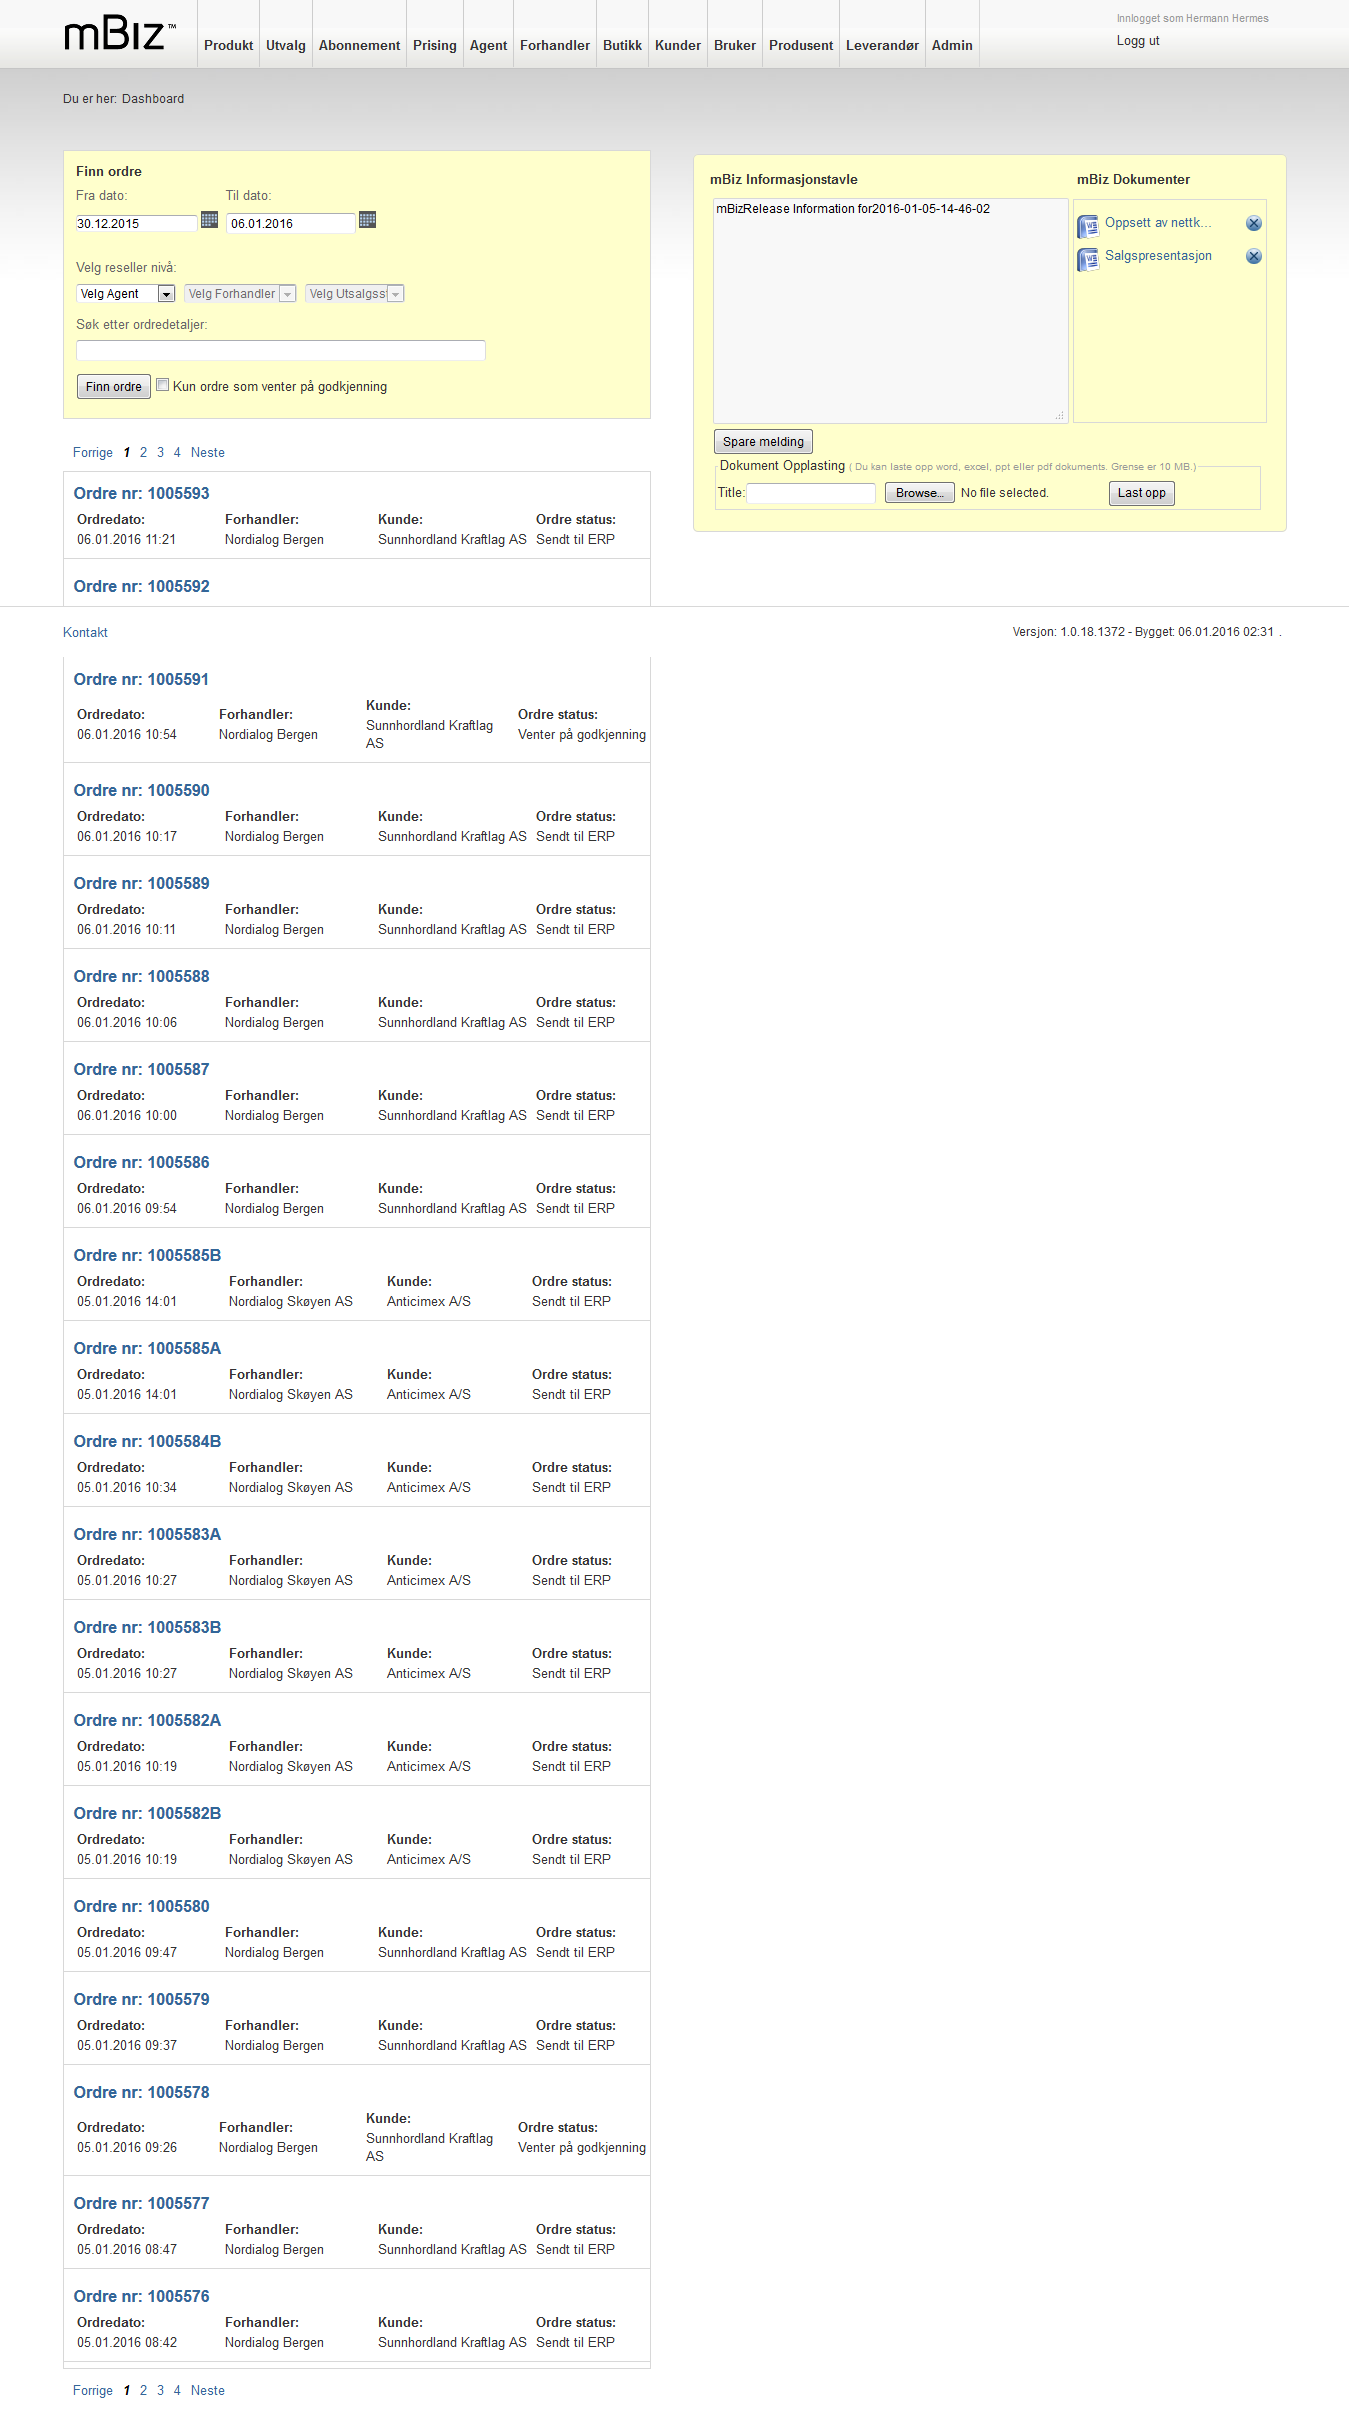 mBiz™
Produkt Utvalg Abonnement Prising Agent Forhandler Butikk Kunder Bruker Produsent Leverandør Admin
Innlogget som Hermann Hermes
Logg ut
Du er her: Dashboard
Finn ordre
Fra dato: Til dato:
30.12.2015 06.01.2016
Velg reseller nivå:
Velg Agent Velg Forhandler Velg Utsalgss
Søk etter ordredetaljer:
Finn ordre Kun ordre som venter på godkjenning
mBiz Informasjonstavle mBiz Dokumenter
mBizRelease Information for2016-01-05-14-46-02
Oppsett av nettk...
Salgspresentasjon
Spare melding
Dokument Opplasting ( Du kan laste opp word, excel, ppt eller pdf dokuments. Grense er 10 MB.)
Title: Browse... No file selected. Last opp
Forrige 1 2 3 4 Neste
Ordre nr: 1005593
Ordredato: Forhandler: Kunde: Ordre status:
06.01.2016 11:21 Nordialog Bergen Sunnhordland Kraftlag AS Sendt til ERP
Ordre nr: 1005592
Kontakt Versjon: 1.0.18.1372 - Bygget: 06.01.2016 02:31 .
Ordre nr: 1005591
Ordredato: Forhandler: Kunde: Ordre status:
06.01.2016 10:54 Nordialog Bergen Sunnhordland Kraftlag Venter på godkjenning
AS
Ordre nr: 1005590
Ordredato: Forhandler: Kunde: Ordre status:
06.01.2016 10:17 Nordialog Bergen Sunnhordland Kraftlag AS Sendt til ERP
Ordre nr: 1005589
Ordredato: Forhandler: Kunde: Ordre status:
06.01.2016 10:11 Nordialog Bergen Sunnhordland Kraftlag AS Sendt til ERP
Ordre nr: 1005588
Ordredato: Forhandler: Kunde: Ordre status:
06.01.2016 10:06 Nordialog Bergen Sunnhordland Kraftlag AS Sendt til ERP
Ordre nr: 1005587
Ordredato: Forhandler: Kunde: Ordre status:
06.01.2016 10:00 Nordialog Bergen Sunnhordland Kraftlag AS Sendt til ERP
Ordre nr: 1005586
Ordredato: Forhandler: Kunde: Ordre status:
06.01.2016 09:54 Nordialog Bergen Sunnhordland Kraftlag AS Sendt til ERP
Ordre nr: 1005585B
Ordredato: Forhandler: Kunde: Ordre status:
05.01.2016 14:01 Nordialog Skøyen AS Anticimex A/S Sendt til ERP
Ordre nr: 1005585A
Ordredato: Forhandler: Kunde: Ordre status:
05.01.2016 14:01 Nordialog Skøyen AS Anticimex A/S Sendt til ERP
Ordre nr: 1005584B
Ordredato: Forhandler: Kunde: Ordre status:
05.01.2016 10:34 Nordialog Skøyen AS Anticimex A/S Sendt til ERP
Ordre nr: 1005583A
Ordredato: Forhandler: Kunde: Ordre status:
05.01.2016 10:27 Nordialog Skøyen AS Anticimex A/S Sendt til ERP
Ordre nr: 1005583B
Ordredato: Forhandler: Kunde: Ordre status:
05.01.2016 10:27 Nordialog Skøyen AS Anticimex A/S Sendt til ERP
Ordre nr: 1005582A
Ordredato: Forhandler: Kunde: Ordre status:
05.01.2016 10:19 Nordialog Skøyen AS Anticimex A/S Sendt til ERP
Ordre nr: 1005582B
Ordredato: Forhandler: Kunde: Ordre status:
05.01.2016 10:19 Nordialog Skøyen AS Anticimex A/S Sendt til ERP
Ordre nr: 1005580
Ordredato: Forhandler: Kunde: Ordre status:
05.01.2016 09:47 Nordialog Bergen Sunnhordland Kraftlag AS Sendt til ERP
Ordre nr: 1005579
Ordredato: Forhandler: Kunde: Ordre status:
05.01.2016 09:37 Nordialog Bergen Sunnhordland Kraftlag AS Sendt til ERP
Ordre nr: 1005578
Ordredato: Forhandler: Kunde: Ordre status:
05.01.2016 09:26 Nordialog Bergen Sunnhordland Kraftlag Venter på godkjenning
AS
Ordre nr: 1005577
Ordredato: Forhandler: Kunde: Ordre status:
05.01.2016 08:47 Nordialog Bergen Sunnhordland Kraftlag AS Sendt til ERP
Ordre nr: 1005576
Ordredato: Forhandler: Kunde: Ordre status:
05.01.2016 08:42 Nordialog Bergen Sunnhordland Kraftlag AS Sendt til ERP
Forrige 1 2 3 4 Neste